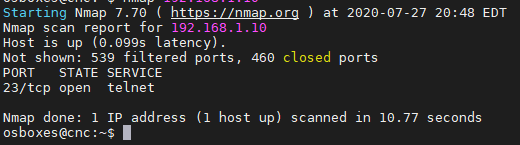 Starting Nmap 7.70 ( https://nmap.org ) at 2020-07-27 20:48 EDT
Nmap scan report for 192.168.1.10
Host is up (0.099s latency).
Not shown: 539 filtered ports, 460 closed ports
PORT   STATE SERVICE
23/tcp open  telnet
Nmap done: 1 IP address (1 host up) scanned in 10.77 seconds
osboxes@cnc:~$